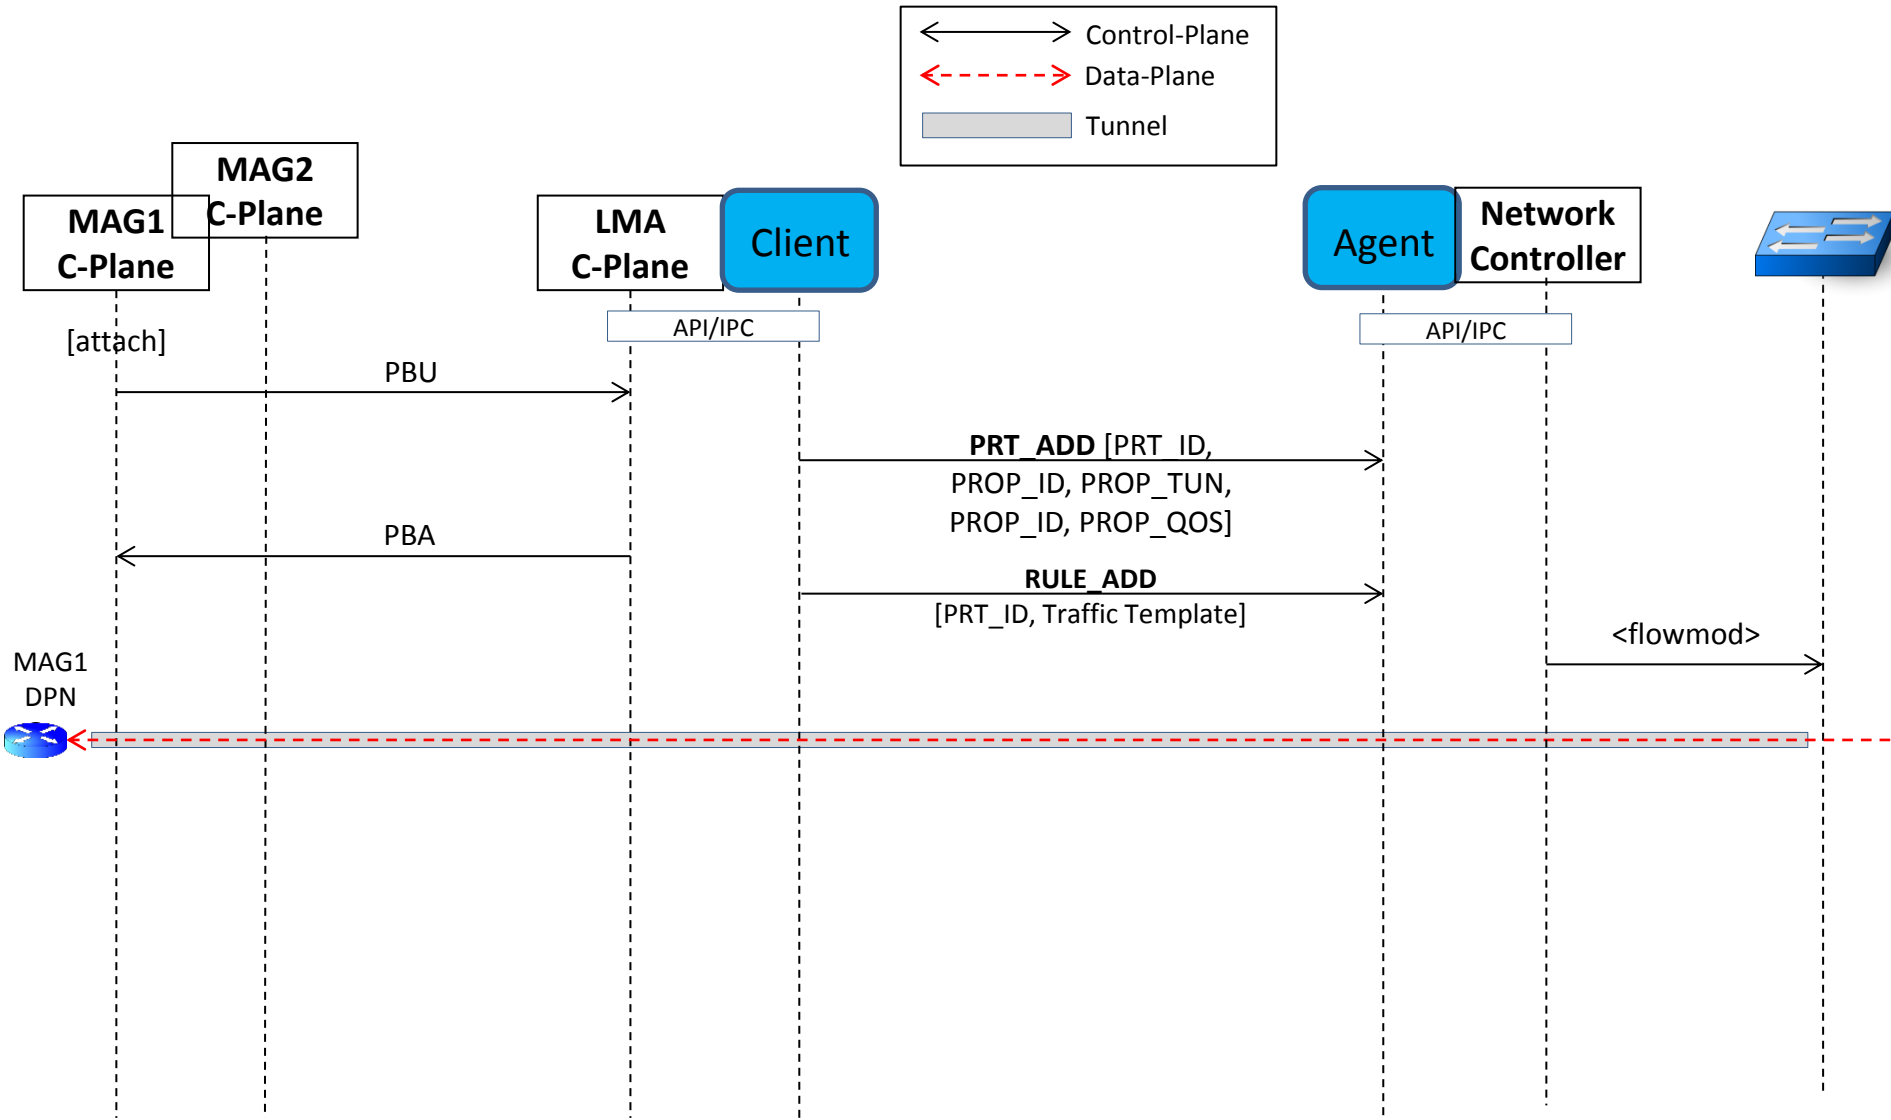 Control-Plane
Data-Plane
Tunnel
MAG2
C-Plane
MAG1
C-Plane
LMA
C-Plane
Client
Agent
Network
Controller
API/IPC
API/IPC
[attach]
PBU
PRT_ADD [PRT_ID,
PROP_ID, PROP_TUN,
PROP_ID, PROP_QOS]
PBA
RULE_ADD
[PRT_ID, Traffic Template]
<flowmod>
MAG1
DPN